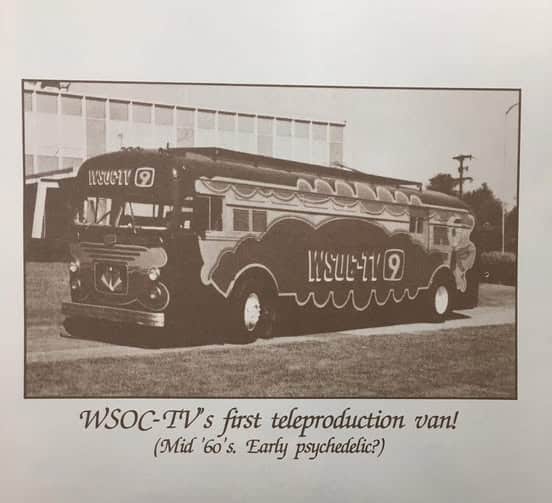 WSOC-TV 9
WSOC-TV 9
WSOC-TV's first teleproduction van!
(Mid '60's. Early psychedelic?)